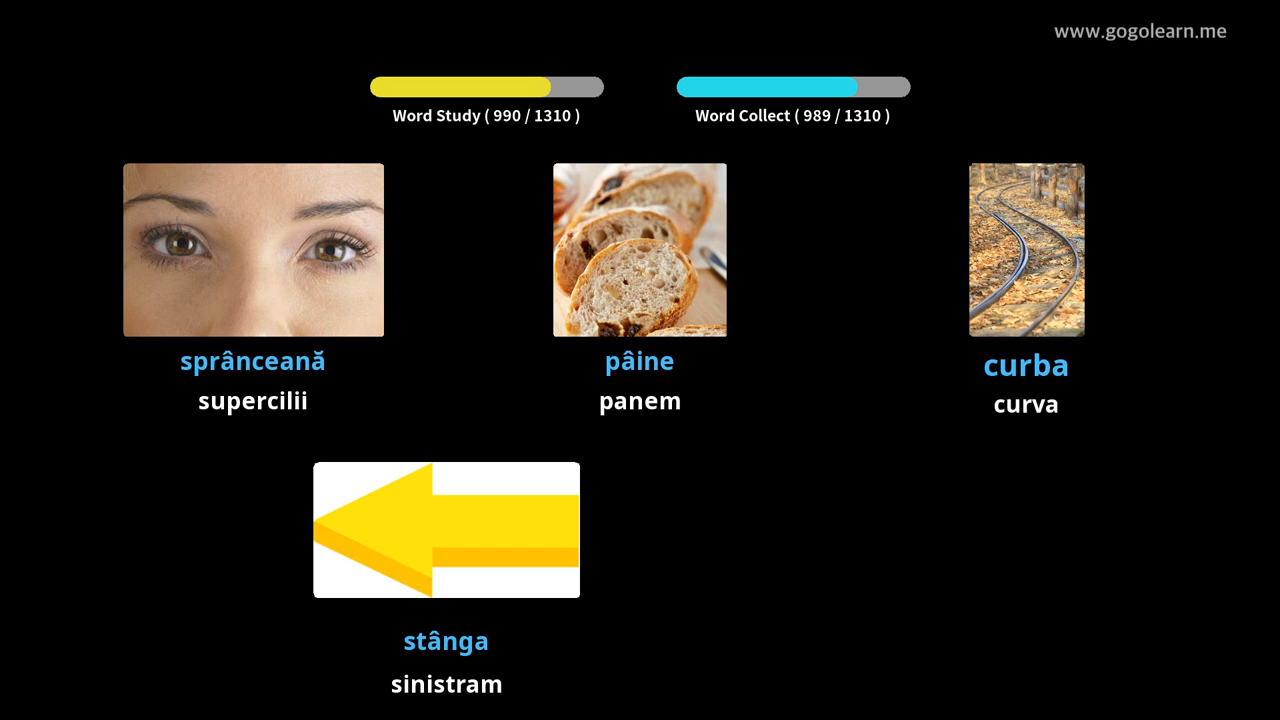 www.gogolearn.me
Word Study ( 990 / 1310 )
Word Collect ( 989 / 1310 )
sprânceană
supercilii
pâine
panem
curba
curva
stânga
sinistram